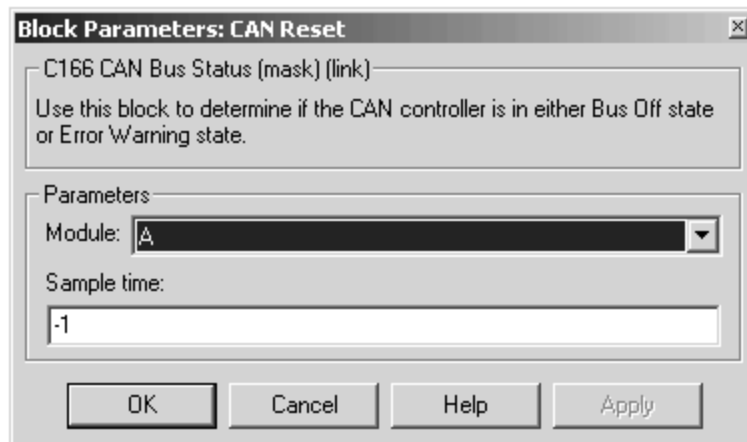 Block Parameters: CAN Reset
C166 CAN Bus Status (mask) (link)
Use this block to determine if the CAN controller is in either Bus Off state
or Error Warning state.
Parameters
Module: A
Sample time:
-1
OK Cancel Help Apply